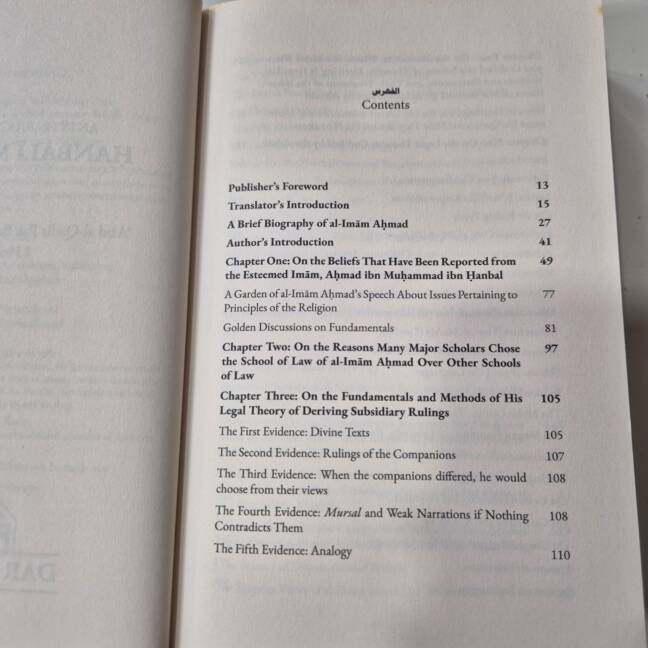 الفهرس
Contents
Publisher's Foreword 13
Translator's Introduction 15
A Brief Biography of al-Imām Aḥmad 27
Author's Introduction 41
Chapter One: On the Beliefs That Have Been Reported from 49
the Esteemed Imām, Aḥmad ibn Muḥammad ibn Ḥanbal
A Garden of al-Imām Aḥmad's Speech About Issues Pertaining to 77
Principles of the Religion
Golden Discussions on Fundamentals 81
Chapter Two: On the Reasons Many Major Scholars Chose 97
the School of Law of al-Imām Aḥmad Over Other Schools
of Law
Chapter Three: On the Fundamentals and Methods of His 105
Legal Theory of Deriving Subsidiary Rulings
The First Evidence: Divine Texts 105
The Second Evidence: Rulings of the Companions 107
The Third Evidence: When the companions differed, he would 108
choose from their views
The Fourth Evidence: Mursal and Weak Narrations if Nothing 108
Contradicts Them
The Fifth Evidence: Analogy 110